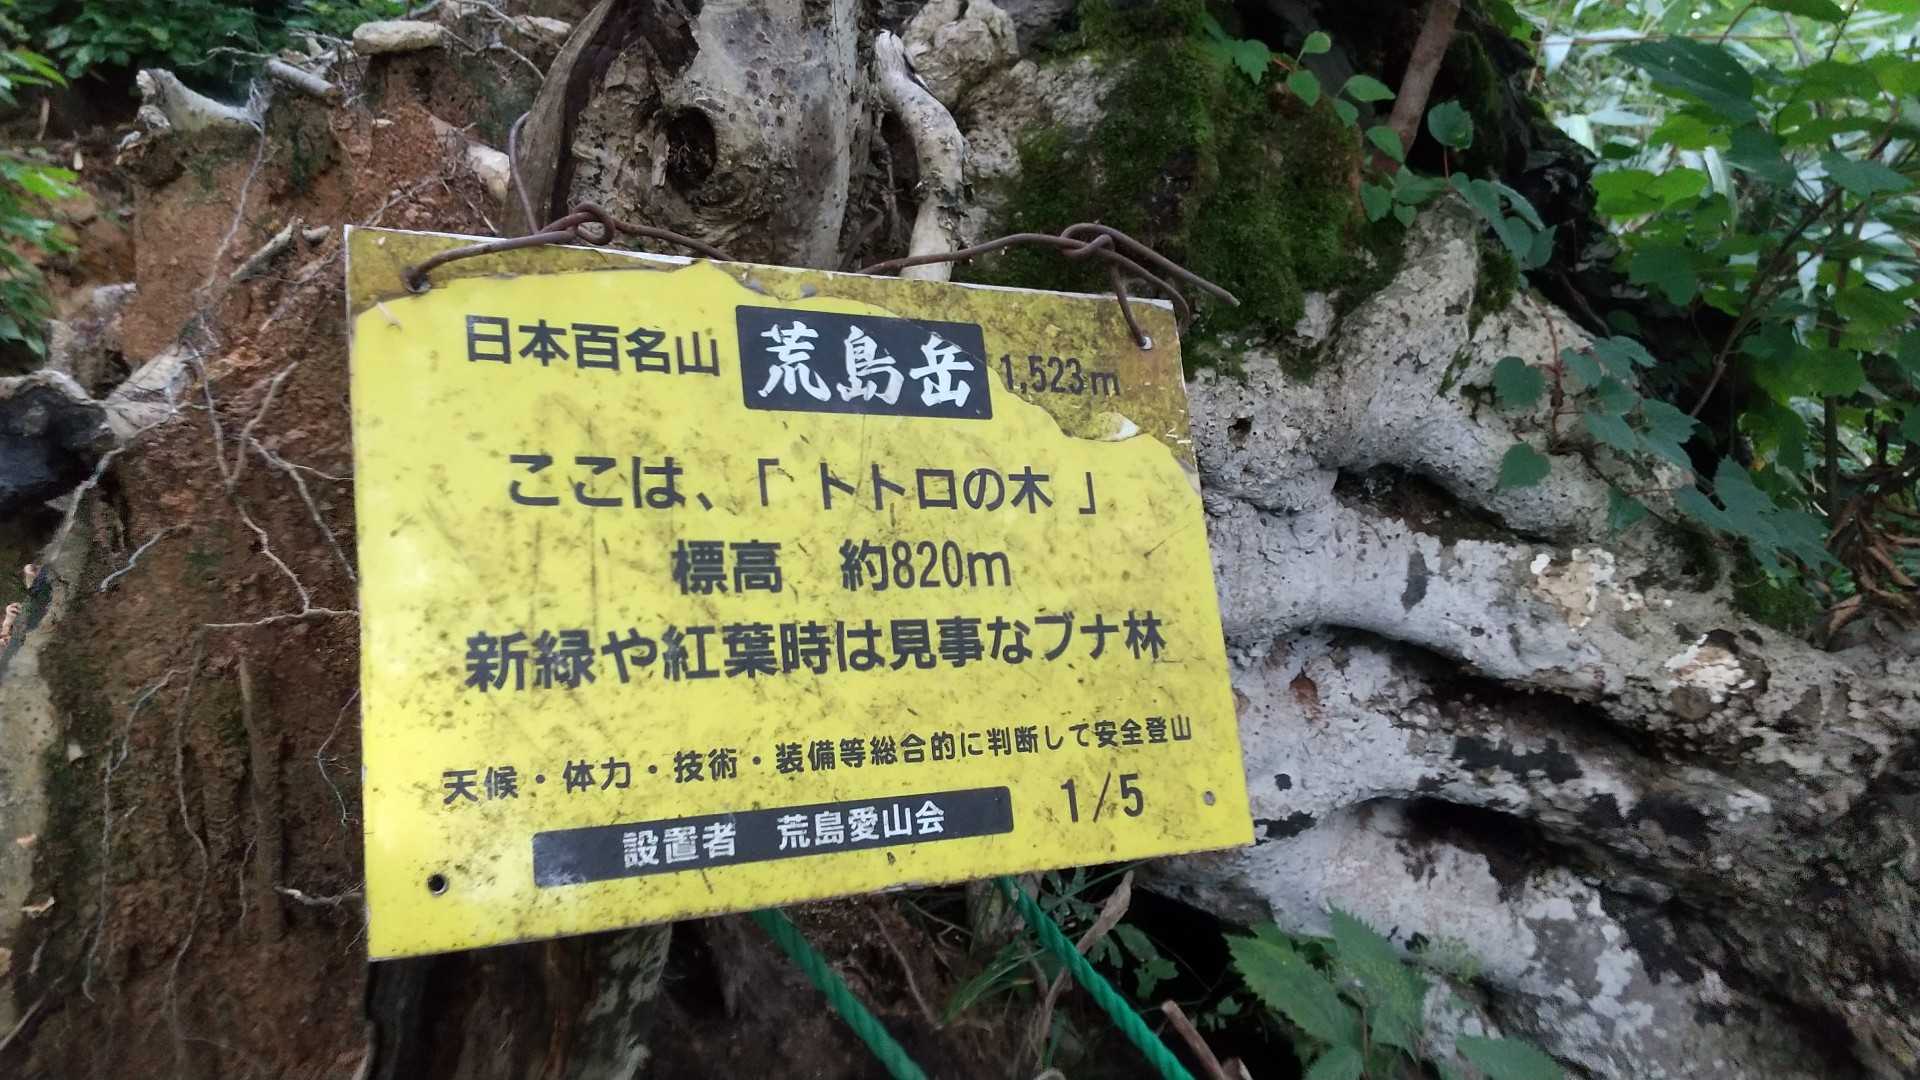 日本百名山 荒島岳 1,523m
ここは、「トトロの木」
標高 約820m
新緑や紅葉時は見事なブナ林
天候・体力・技術・装備等総合的に判断して安全登山
設置者 荒島愛山会 1/5